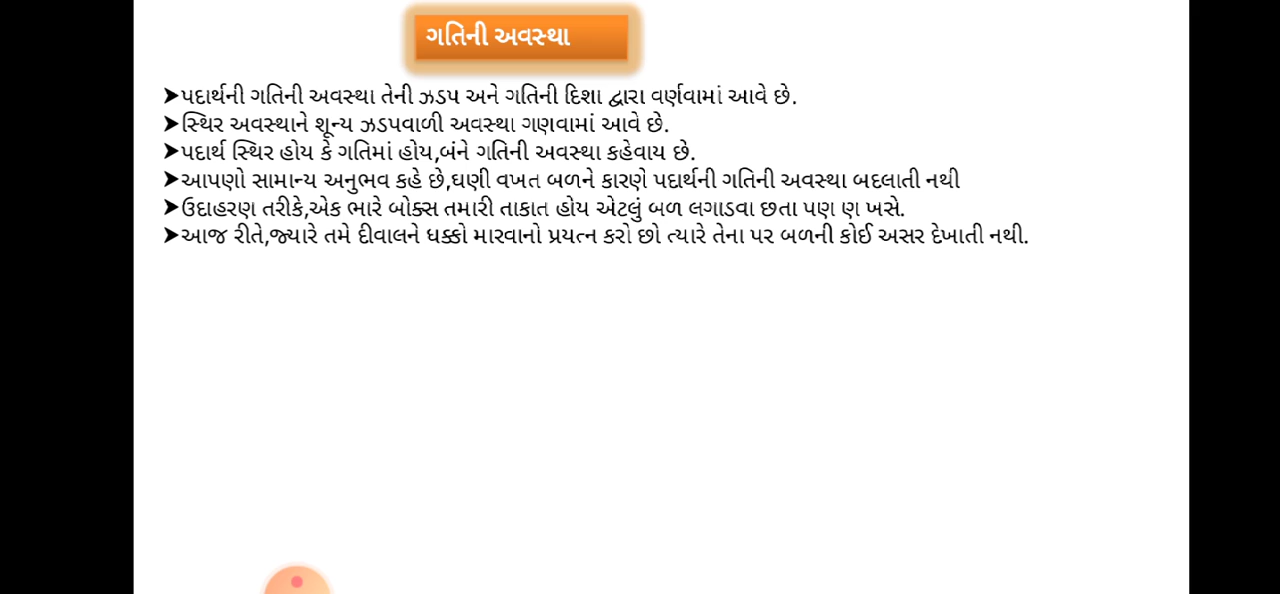 ગતિની અવસ્થા
➤પદાર્થની ગતિની અવસ્થા તેની ઝડપ અને ગતિની દિશા દ્વારા વર્ણવામાં આવે છે.
➤સ્થિર અવસ્થાને શૂન્ય ઝડપવાળી અવસ્થા ગણવામાં આવે છે.
➤પદાર્થ સ્થિર હોય કે ગતિમાં હોય,બંને ગતિની અવસ્થા કહેવાય છે.
➤આપણો સામાન્ય અનુભવ કહે છે,ઘણી વખત બળને કારણે પદાર્થની ગતિની અવસ્થા બદલાતી નથી
➤ઉદાહરણ તરીકે,એક ભારે બોક્સ તમારી તાકાત હોય એટલું બળ લગાડવા છતા પણ ણ ખસે.
➤આજ રીતે,જ્યારે તમે દીવાલને ધક્કો મારવાનો પ્રયત્ન કરો છો ત્યારે તેના પર બળની કોઈ અસર દેખાતી નથી.